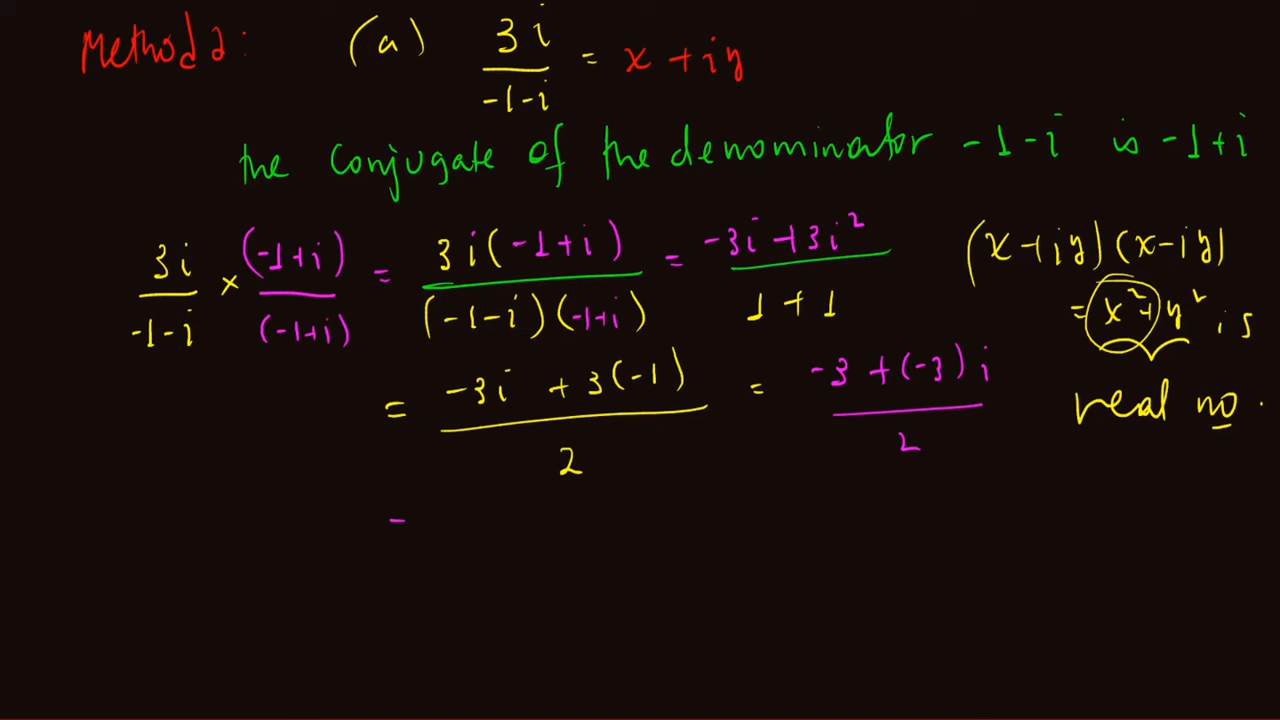 Method 2: (a) 3i/-1-i = x + iy
the conjugate of the denominator -1-i is -1+i
3i/-1-i × (-1+i)/(-1+i) = 3i(-1+i)/(-1-i)(-1+i) = -3i+3i²/1+1 (x+iy)(x-iy)
= x²+y² is
= -3i + 3(-1)/2 = -3+(-3)i/2 real no.
-